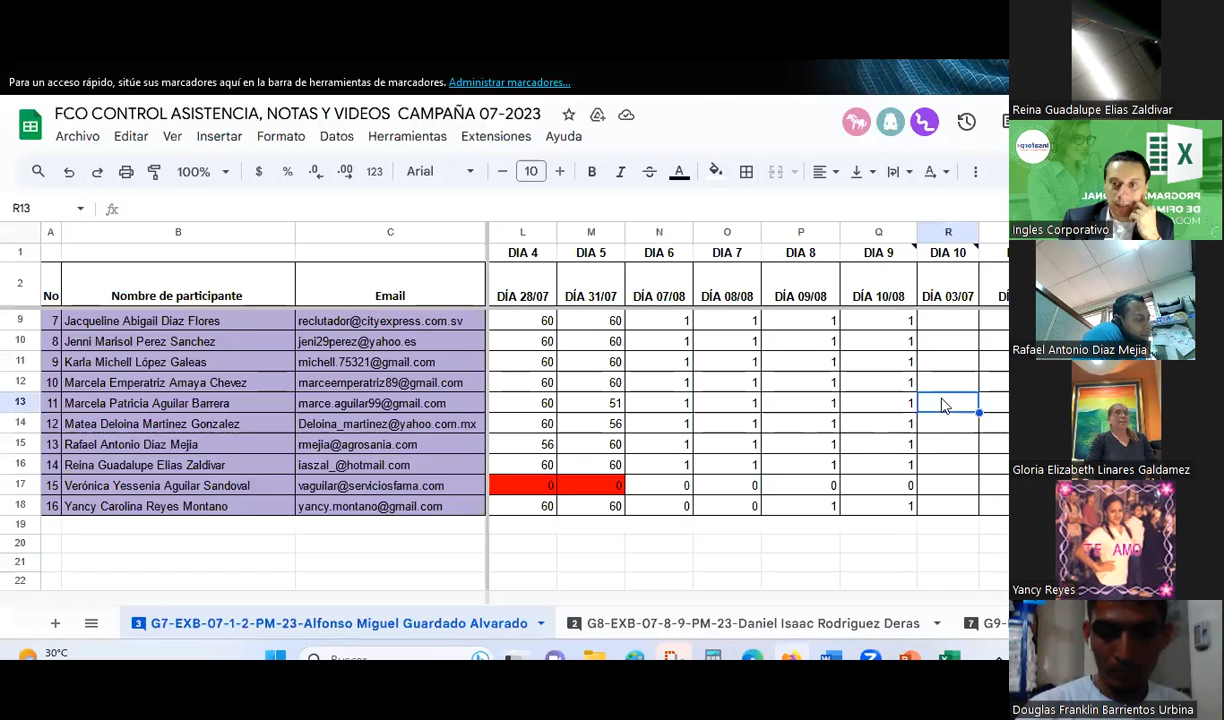 Para un acceso rápido, sitúe sus marcadores aquí en la barra de herramientas de marcadores. Administrar marcadores...
FCO CONTROL ASISTENCIA, NOTAS Y VIDEOS CAMPAÑA 07-2023
Archivo Editar Ver Insertar Formato Datos Herramientas Extensiones Ayuda
100% $ % .0 .00 123 Arial 10 B I A
R13 fx
A B C L M N O P Q R
1 DIA 4 DIA 5 DIA 6 DIA 7 DIA 8 DIA 9 DIA 10
2 No Nombre de participante Email DÍA 28/07 DÍA 31/07 DÍA 07/08 DÍA 08/08 DÍA 09/08 DÍA 10/08 DÍA 03/07
9 7 Jacqueline Abigail Diaz Flores reclutador@cityexpress.com.sv 60 60 1 1 1 1
10 8 Jenni Marisol Perez Sanchez jeni29perez@yahoo.es 60 60 1 1 1 1
11 9 Karla Michell López Galeas michell.75321@gmail.com 60 60 1 1 1 1
12 10 Marcela Emperatriz Amaya Chevez marceemperatriz89@gmail.com 60 60 1 1 1 1
13 11 Marcela Patricia Aguilar Barrera marce.aguilar99@gmail.com 60 51 1 1 1 1
14 12 Matea Deloina Martinez Gonzalez Deloina_martinez@yahoo.com.mx 60 56 1 1 1 1
15 13 Rafael Antonio Diaz Mejia rmejia@agrosania.com 56 60 1 1 1 1
16 14 Reina Guadalupe Elias Zaldivar iaszal_@hotmail.com 60 60 1 1 1 1
17 15 Verónica Yessenia Aguilar Sandoval vaguilar@serviciosfama.com 0 0 0 0 0 0
18 16 Yancy Carolina Reyes Montano yancy.montano@gmail.com 60 60 0 0 1 1
19
20
21
22
3 G7-EXB-07-1-2-PM-23-Alfonso Miguel Guardado Alvarado 2 G8-EXB-07-8-9-PM-23-Daniel Isaac Rodriguez Deras 7 G9-
30°C Buscar
Reina Guadalupe Elias Zaldivar
Insaforp
X
Ingles Corporativo
Rafael Antonio Diaz Mejia
Gloria Elizabeth Linares Galdamez
TE AMO
Yancy Reyes
Douglas Franklin Barrientos Urbina